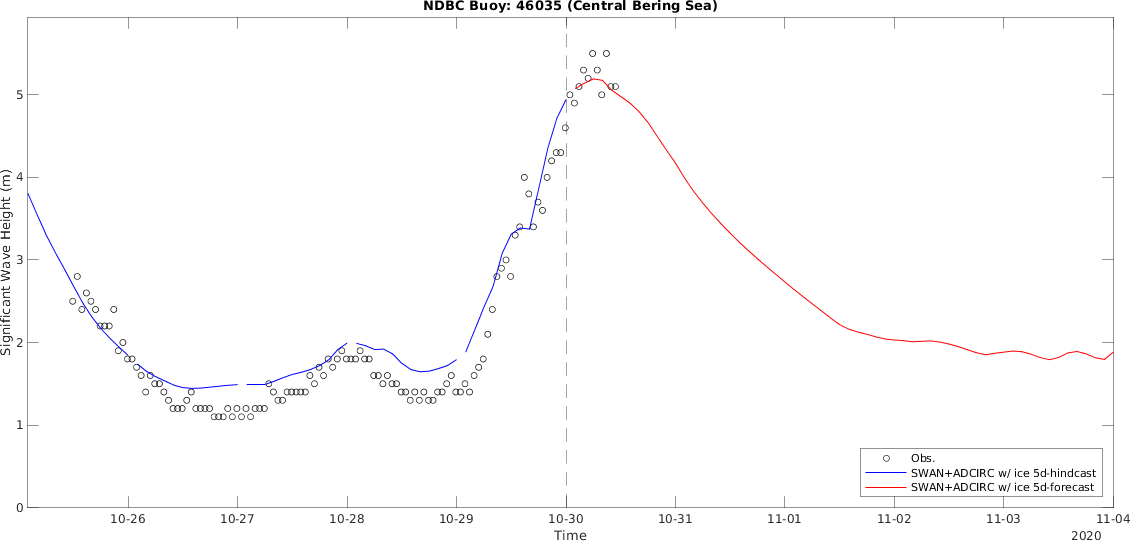 NDBC Buoy: 46035 (Central Bering Sea)
Significant Wave Height (m)
5
4
3
2
1
0
Obs.
SWAN+ADCIRC w/ ice 5d-hindcast
SWAN+ADCIRC w/ ice 5d-forecast
10-26 10-27 10-28 10-29 10-30 10-31 11-01 11-02 11-03 11-04
Time
2020